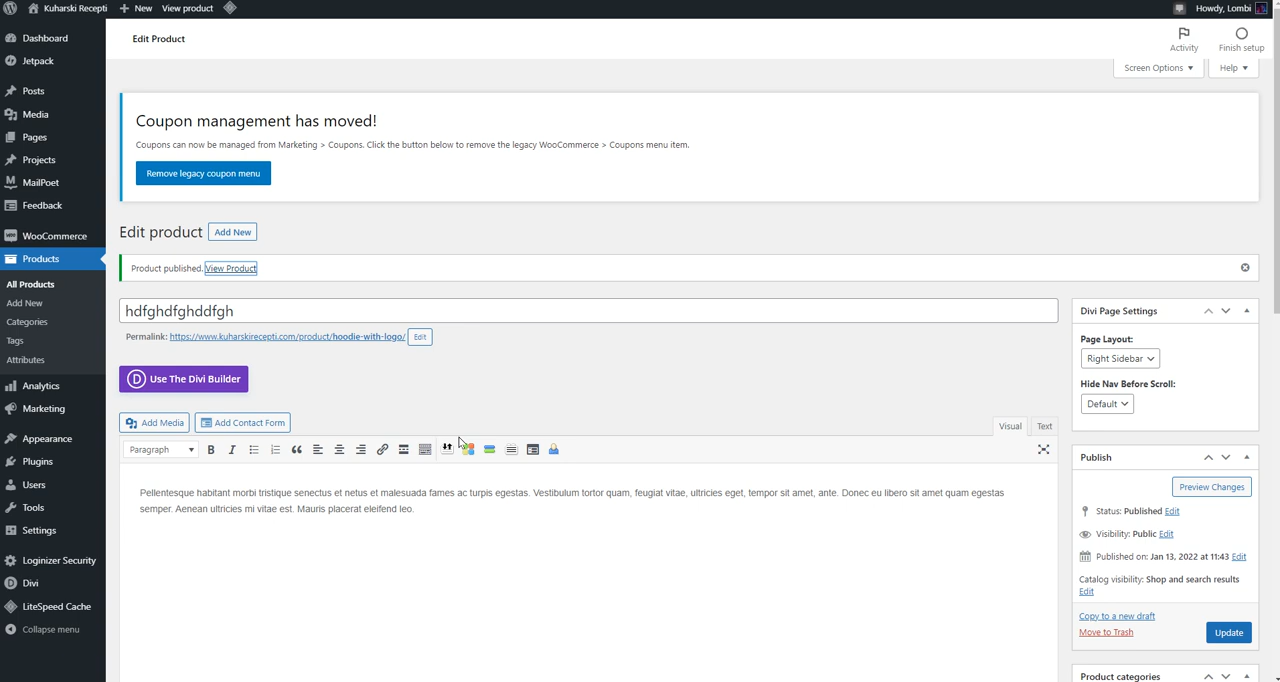 Kuharski Recepti
New
View product
Howdy, Lombi
Dashboard
Jetpack
Posts
Media
Pages
Projects
MailPoet
Feedback
WooCommerce
Products
All Products
Add New
Categories
Tags
Attributes
Analytics
Marketing
Appearance
Plugins
Users
Tools
Settings
Loginizer Security
Divi
LiteSpeed Cache
Collapse menu
Edit Product
Activity
Finish setup
Screen Options
Help
Coupon management has moved!
Coupons can now be managed from Marketing > Coupons. Click the button below to remove the legacy WooCommerce > Coupons menu item.
Remove legacy coupon menu
Edit product
Add New
Product published. View Product
hdfghdfghddfgh
Permalink: https://www.kuharskirecepti.com/product/hoodie-with-logo/ Edit
Use The Divi Builder
Add Media
Add Contact Form
Visual
Text
Paragraph
Pellentesque habitant morbi tristique senectus et netus et malesuada fames ac turpis egestas. Vestibulum tortor quam, feugiat vitae, ultricies eget, tempor sit amet, ante. Donec eu libero sit amet quam egestas
semper. Aenean ultricies mi vitae est. Mauris placerat eleifend leo.
Divi Page Settings
Page Layout:
Right Sidebar
Hide Nav Before Scroll:
Default
Publish
Preview Changes
Status: Published Edit
Visibility: Public Edit
Published on: Jan 13, 2022 at 11:43 Edit
Catalog visibility: Shop and search results
Edit
Copy to a new draft
Move to Trash
Update
Product categories